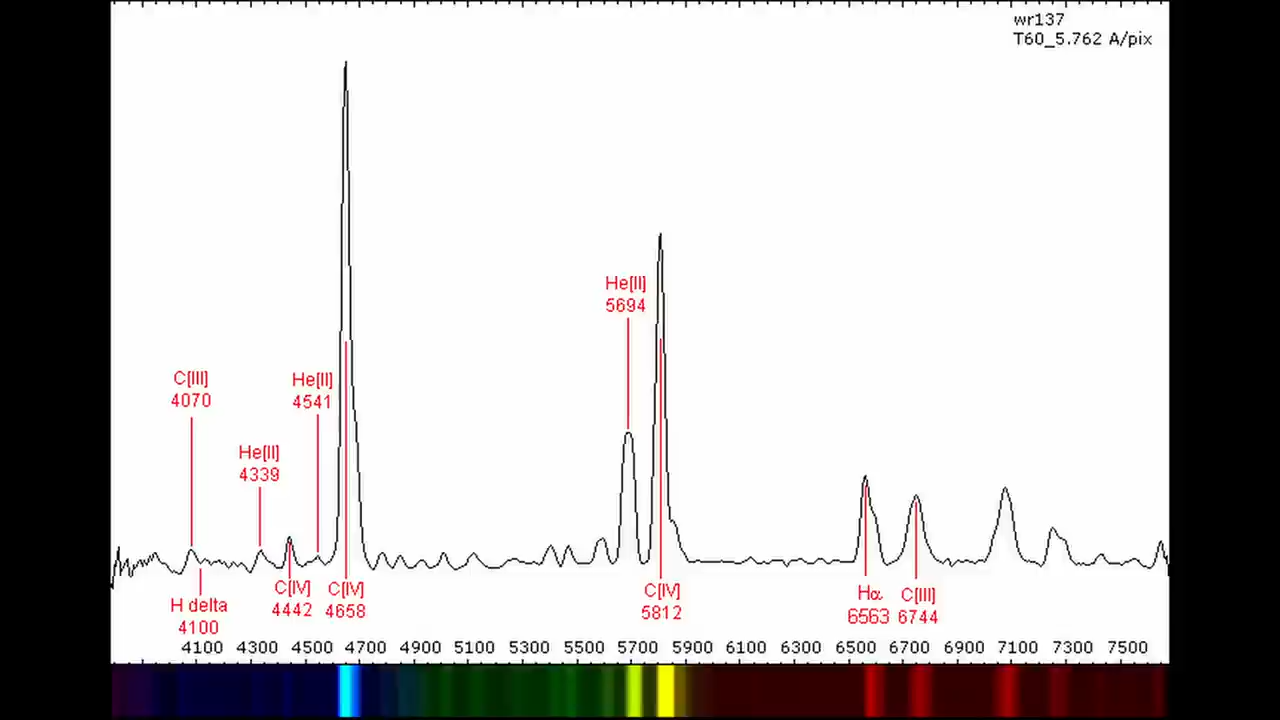 wr137
T60_5.762 A/pix
He[II]
5694
C[III]
4070
He[II]
4541
He[II]
4339
C[IV]
4442
C[IV]
4658
C[IV]
5812
Hα
6563
C[III]
6744
H delta
4100
4100 4300 4500 4700 4900 5100 5300 5500 5700 5900 6100 6300 6500 6700 6900 7100 7300 7500